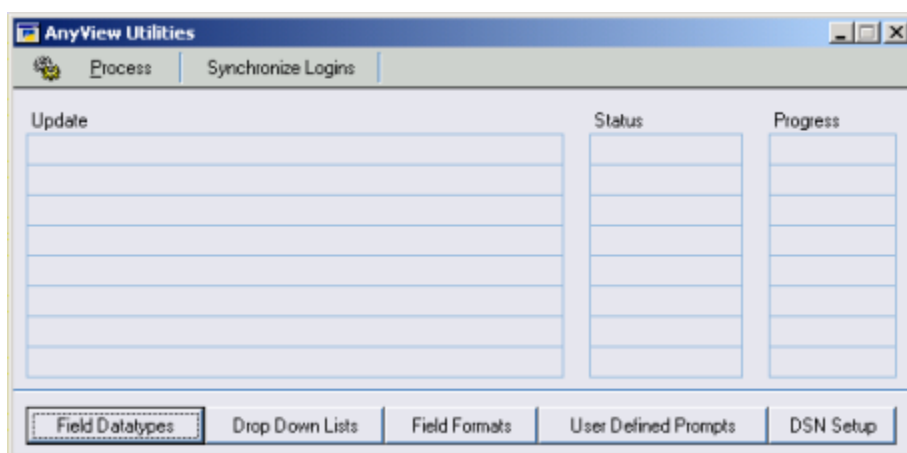 AnyView Utilities
Process Synchronize Logins
Update Status Progress
Field Datatypes Drop Down Lists Field Formats User Defined Prompts DSN Setup